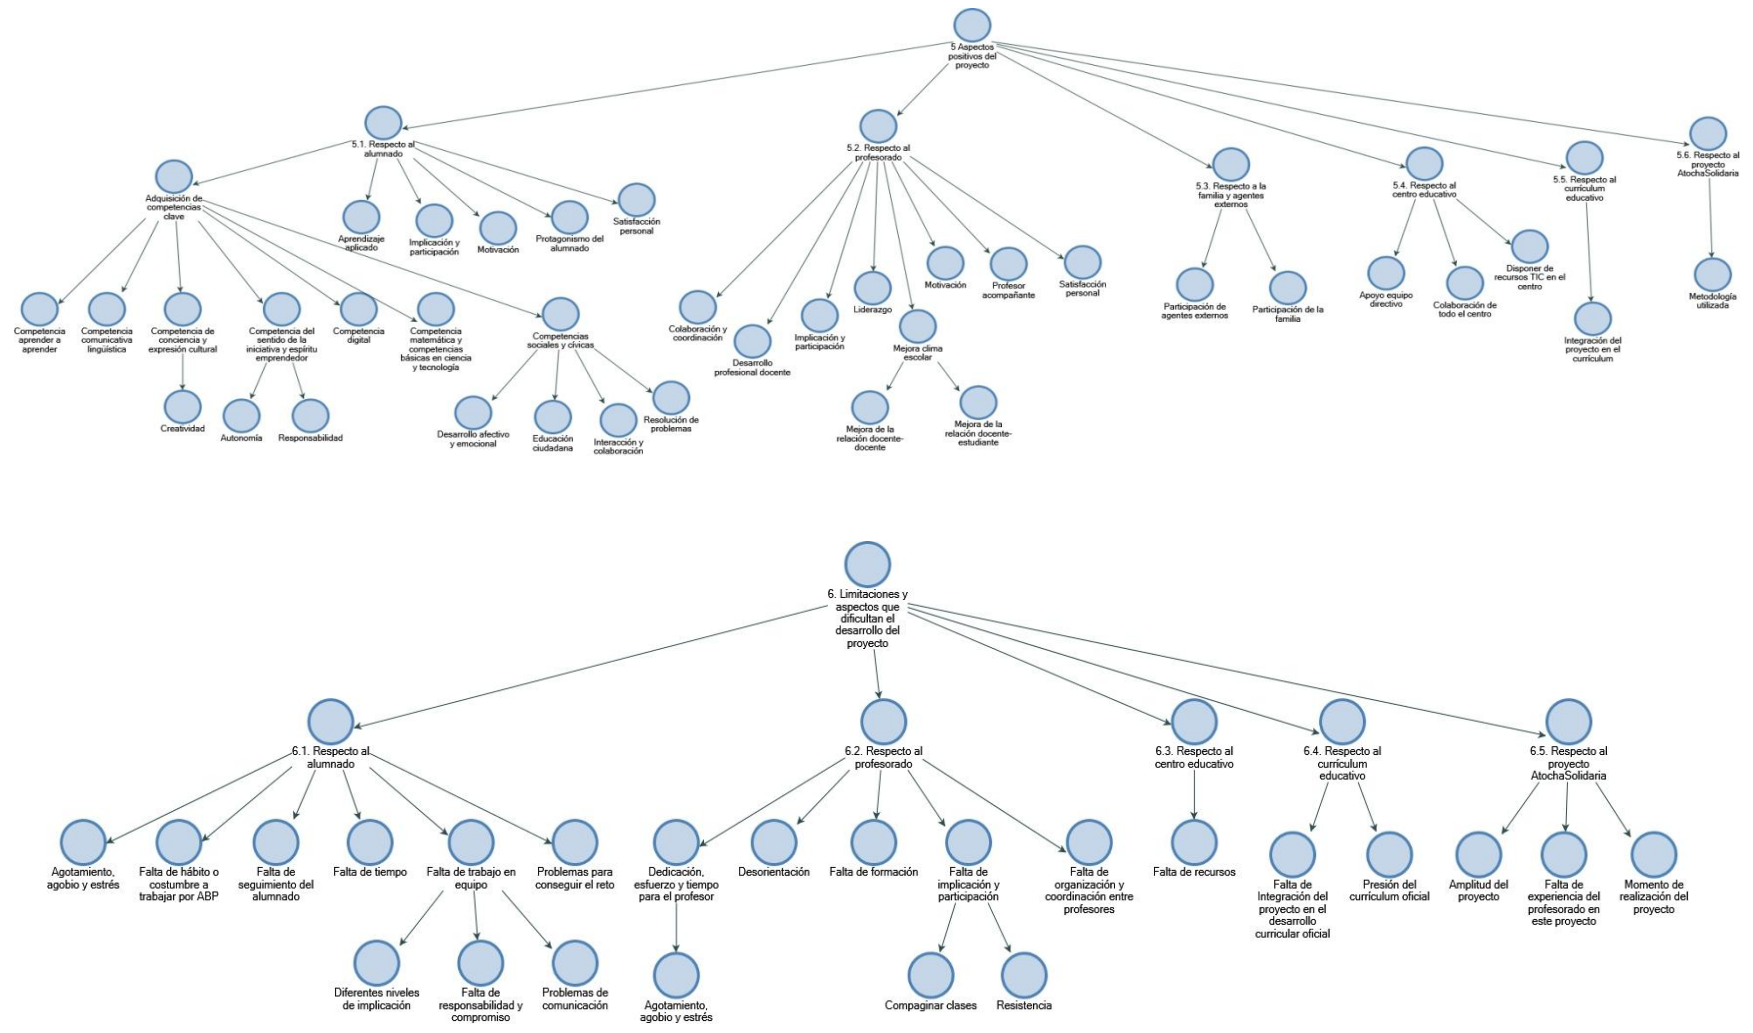 5 Aspectos
positivos del
proyecto
5.1. Respecto al
alumnado
5.2. Respecto al
profesorado
5.3. Respecto a la
familia y agentes
externos
5.4. Respecto al
centro educativo
5.5. Respecto al
currículum
educativo
5.6. Respecto al
proyecto
AtochaSolidaria
Adquisición de
competencias
clave
Aprendizaje
aplicado
Implicación y
participación
Motivación
Protagonismo del
alumnado
Satisfacción
personal
Competencia
aprender a
aprender
Competencia
comunicativa
lingüística
Competencia de
conciencia y
expresión cultural
Competencia del
sentido de la
iniciativa y espíritu
emprendedor
Competencia
digital
Competencia
matemática y
competencias
básicas en ciencia
y tecnología
Competencias
sociales y cívicas
Creatividad
Autonomía
Responsabilidad
Desarrollo afectivo
y emocional
Educación
ciudadana
Interacción y
colaboración
Resolución de
problemas
Colaboración y
coordinación
Desarrollo
profesional docente
Implicación y
participación
Liderazgo
Mejora clima
escolar
Motivación
Profesor
acompañante
Satisfacción
personal
Mejora de la
relación docente-
docente
Mejora de la
relación docente-
estudiante
Participación de
agentes externos
Participación de la
familia
Apoyo equipo
directivo
Colaboración de
todo el centro
Disponer de
recursos TIC en el
centro
Integración del
proyecto en el
currículum
Metodología
utilizada
6. Limitaciones y
aspectos que
dificultan el
desarrollo del
proyecto
6.1. Respecto al
alumnado
6.2. Respecto al
profesorado
6.3. Respecto al
centro educativo
6.4. Respecto al
currículum
educativo
6.5. Respecto al
proyecto
AtochaSolidaria
Agotamiento,
agobio y estrés
Falta de hábito o
costumbre a
trabajar por ABP
Falta de
seguimiento del
alumnado
Falta de tiempo
Falta de trabajo en
equipo
Problemas para
conseguir el reto
Dedicación,
esfuerzo y tiempo
para el profesor
Desorientación
Falta de formación
Falta de
implicación y
participación
Falta de
organización y
coordinación entre
profesores
Falta de recursos
Falta de
Integración del
proyecto en el
desarrollo
curricular oficial
Presión del
currículum oficial
Amplitud del
proyecto
Falta de
experiencia del
profesorado en
este proyecto
Momento de
realización del
proyecto
Diferentes niveles
de implicación
Falta de
responsabilidad y
compromiso
Problemas de
comunicación
Agotamiento,
agobio y estrés
Compaginar clases
Resistencia